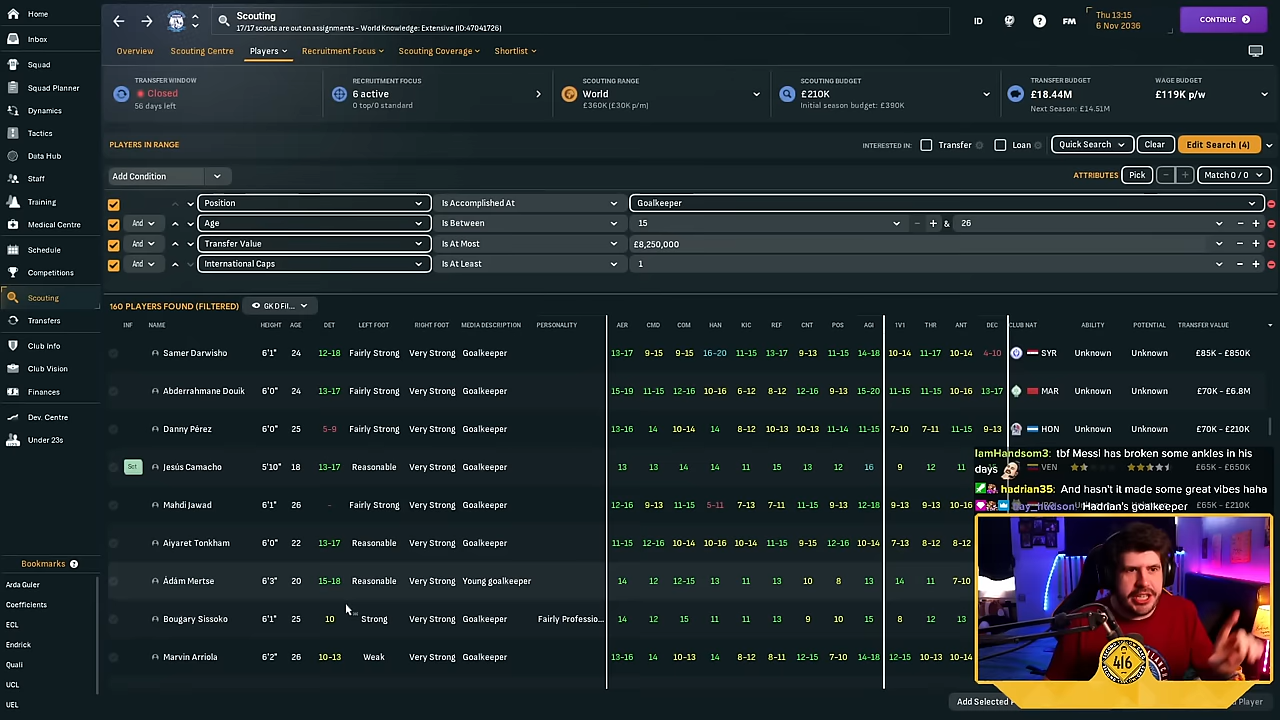 Home
Inbox
Squad
Squad Planner
Dynamics
Tactics
Data Hub
Staff
Training
Medical Centre
Schedule
Competitions
Scouting
Transfers
Club Info
Club Vision
Finances
Dev. Centre
Under 23s
Bookmarks ?
Arda Guler
Coefficients
ECL
Endrick
Quali
UCL
UEL
Scouting
17/17 scouts are out on assignments - World Knowledge: Extensive (ID:47041726)
ID ? FM Thu 13:15
6 Nov 2036
CONTINUE
Overview Scouting Centre Players Recruitment Focus Scouting Coverage Shortlist
TRANSFER WINDOW
Closed
56 days left
RECRUITMENT FOCUS
6 active
0 top/0 standard
SCOUTING RANGE
World
£360K (£30K p/m)
SCOUTING BUDGET
£210K
Initial season budget: £390K
TRANSFER BUDGET
£18.44M
Next Season: £14.51M
WAGE BUDGET
£119K p/w
PLAYERS IN RANGE INTERESTED IN: Transfer Loan Quick Search Clear Edit Search (4)
Add Condition ATTRIBUTES Pick - + Match 0 / 0
Position Is Accomplished At Goalkeeper
And Age Is Between 15 - + & 26 - +
And Transfer Value Is At Most £8,250,000 - +
And International Caps Is At Least 1 - +
160 PLAYERS FOUND (FILTERED) GK D FIL...
INF NAME HEIGHT AGE DET LEFT FOOT RIGHT FOOT MEDIA DESCRIPTION PERSONALITY AER CMD COM HAN KIC REF CNT POS AGI 1V1 THR ANT DEC CLUB NAT ABILITY POTENTIAL TRANSFER VALUE
Samer Darwisho 6'1" 24 12-18 Fairly Strong Very Strong Goalkeeper 13-17 9-15 9-15 16-20 11-15 13-17 9-13 11-15 14-18 10-14 11-17 10-14 4-10 SYR Unknown Unknown £85K - £850K
Abderrahmane Douik 6'0" 24 13-17 Fairly Strong Very Strong Goalkeeper 15-19 11-15 12-16 10-16 6-12 8-12 12-16 9-13 15-20 11-15 11-15 10-16 13-17 MAR Unknown Unknown £70K - £6.8M
Danny Pérez 6'0" 25 5-9 Fairly Strong Very Strong Goalkeeper 13-16 14 10-14 14 8-12 10-13 10-13 11-14 11-15 7-10 7-11 11-15 9-13 HON Unknown Unknown £70K - £210K
Sct Jesús Camacho 5'10" 18 13-17 Reasonable Very Strong Goalkeeper 13 13 14 14 11 15 13 12 16 9 12 11 VEN £65K - £650K
Mahdi Jawad 6'1" 26 - Fairly Strong Very Strong Goalkeeper 12-16 9-13 11-15 5-11 7-13 7-11 9-13 11-15 12-16 9-13 10-16 9-13 £65K - £210K
Aiyaret Tonkham 6'0" 22 13-17 Reasonable Very Strong Goalkeeper 11-15 12-16 10-14 10-16 10-14 11-15 9-15 12-16 10-14 7-13 8-12 8-12
Ádám Mertse 6'3" 20 15-18 Reasonable Very Strong Young goalkeeper 14 12 12-15 13 11 13 10 8 13 14 11 7-10
Bougary Sissoko 6'1" 25 10 Strong Very Strong Goalkeeper Fairly Professio... 14 12 15 11 11 13 9 10 15 8 12 13
Marvin Arriola 6'2" 26 10-13 Weak Very Strong Goalkeeper 13-16 14 10-13 14 8-12 8-11 12-15 7-10 14-18 12-15 10-13 10-14
IamHandsom3: tbf Messi has broken some ankles in his
days
hadrian35: And hasn't it made some great vibes haha
Hadrian's goalkeeper
416
Add Selected
Player